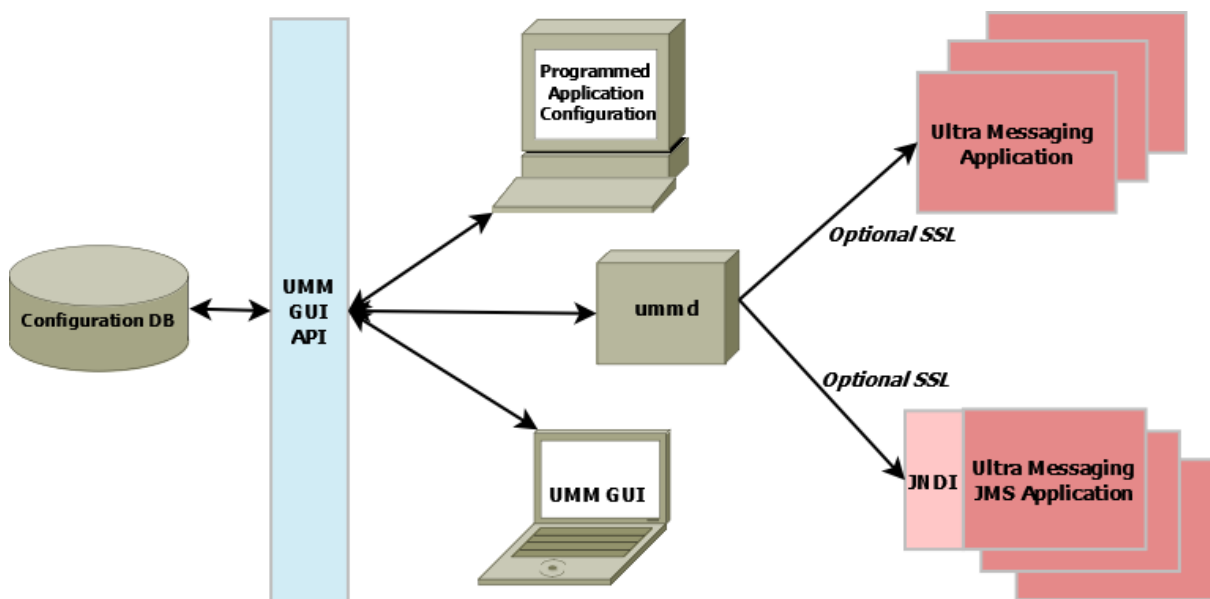 Programmed
Application
Configuration
Ultra Messaging
Application
Optional SSL
Configuration DB
UMM
GUI
API
ummd
Optional SSL
UMM GUI
JNDI
Ultra Messaging
JMS Application